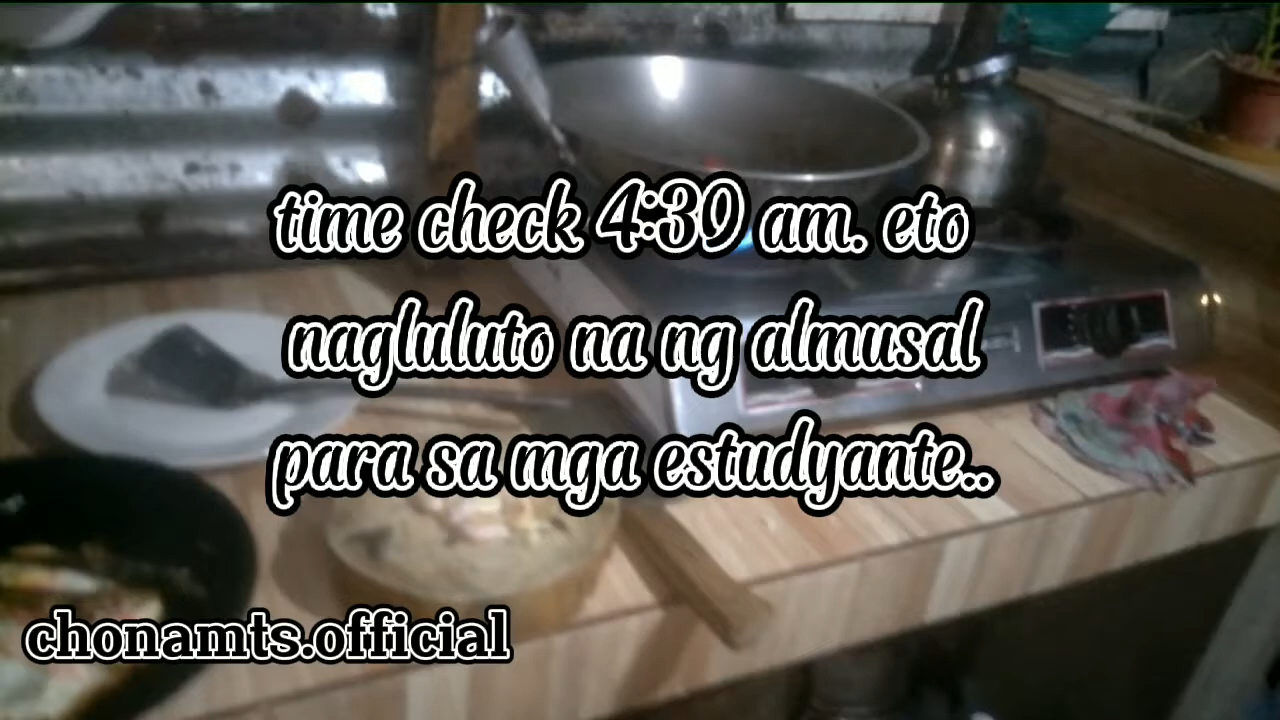 time check 4:39 am. eto
nagluluto na ng almusal
para sa mga estudyante..
chonamts.official